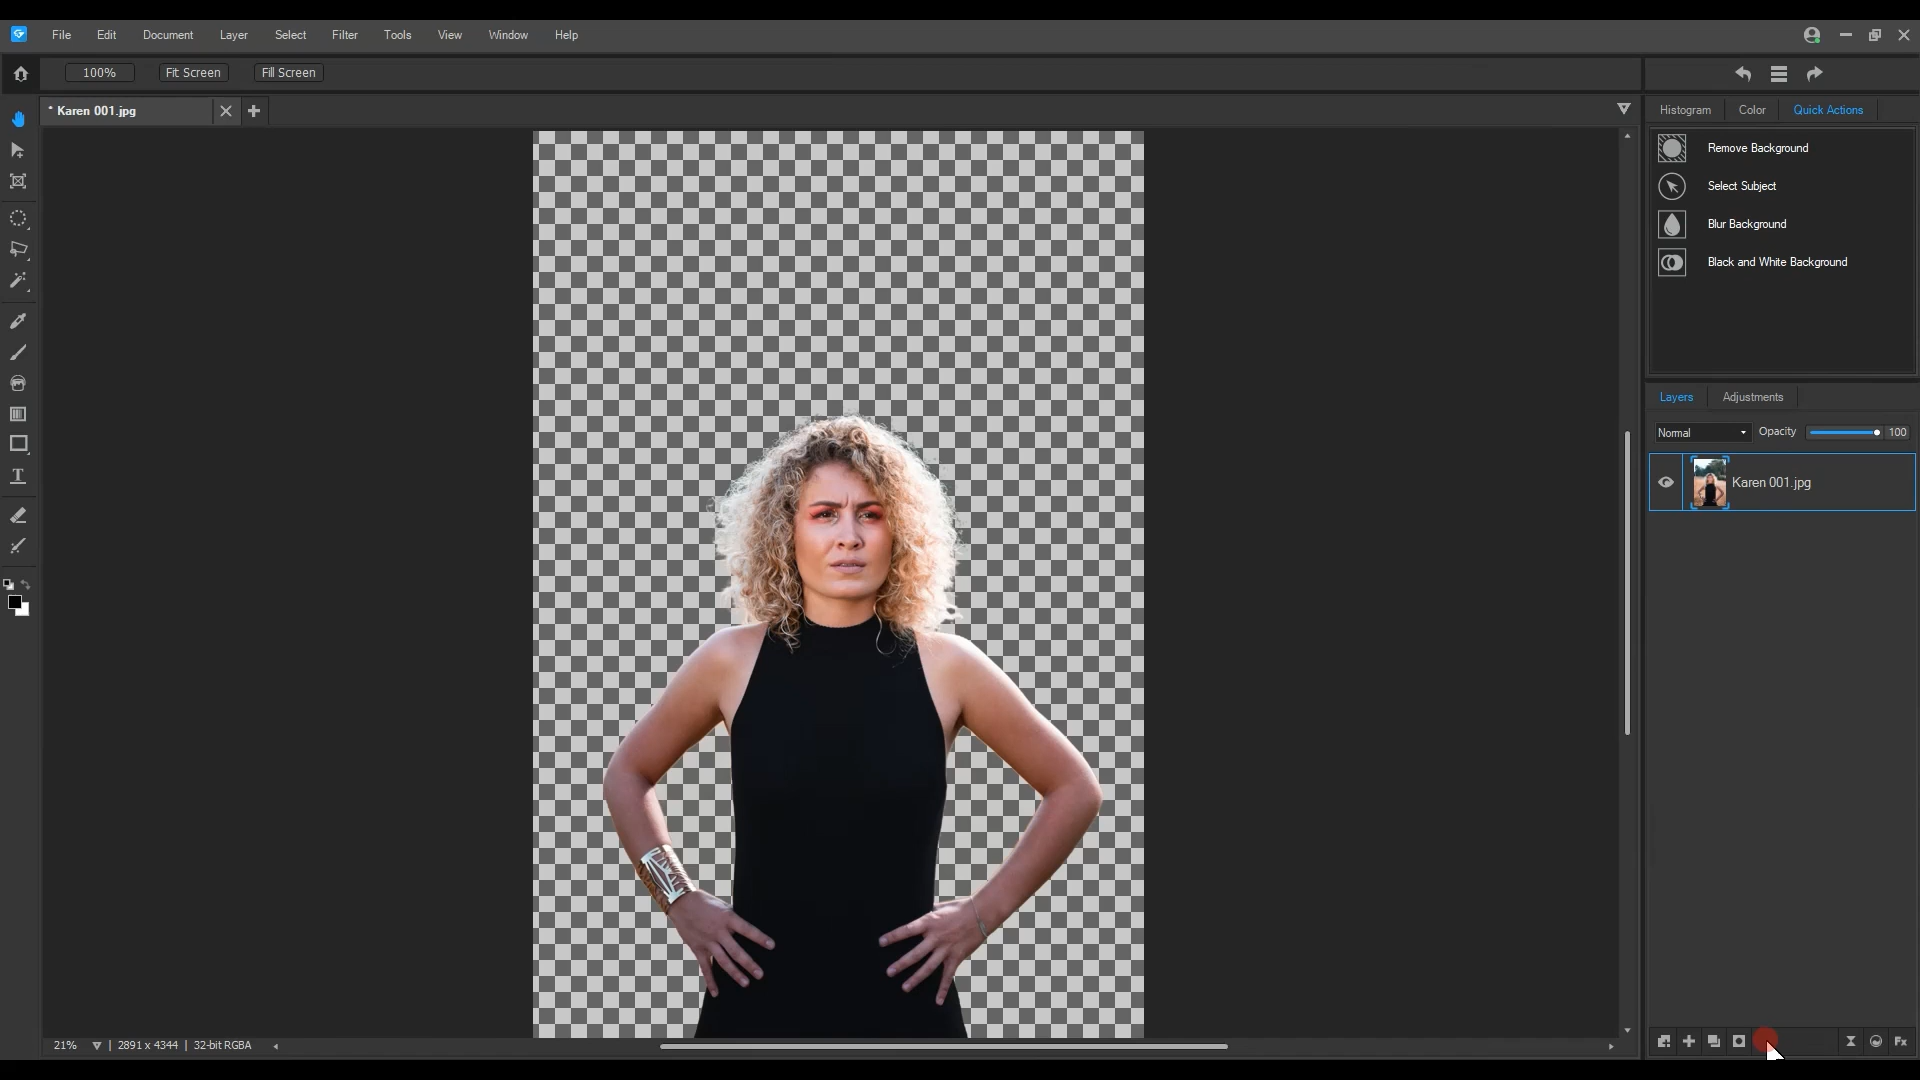 File Edit Document Layer Select Filter Tools View Window Help
100% Fit Screen Fill Screen
* Karen 001.jpg
Histogram Color Quick Actions
Remove Background
Select Subject
Blur Background
Black and White Background
Layers Adjustments
Normal Opacity 100
Karen 001.jpg
T
21% | 2891 x 4344 | 32-bit RGBA
Fx